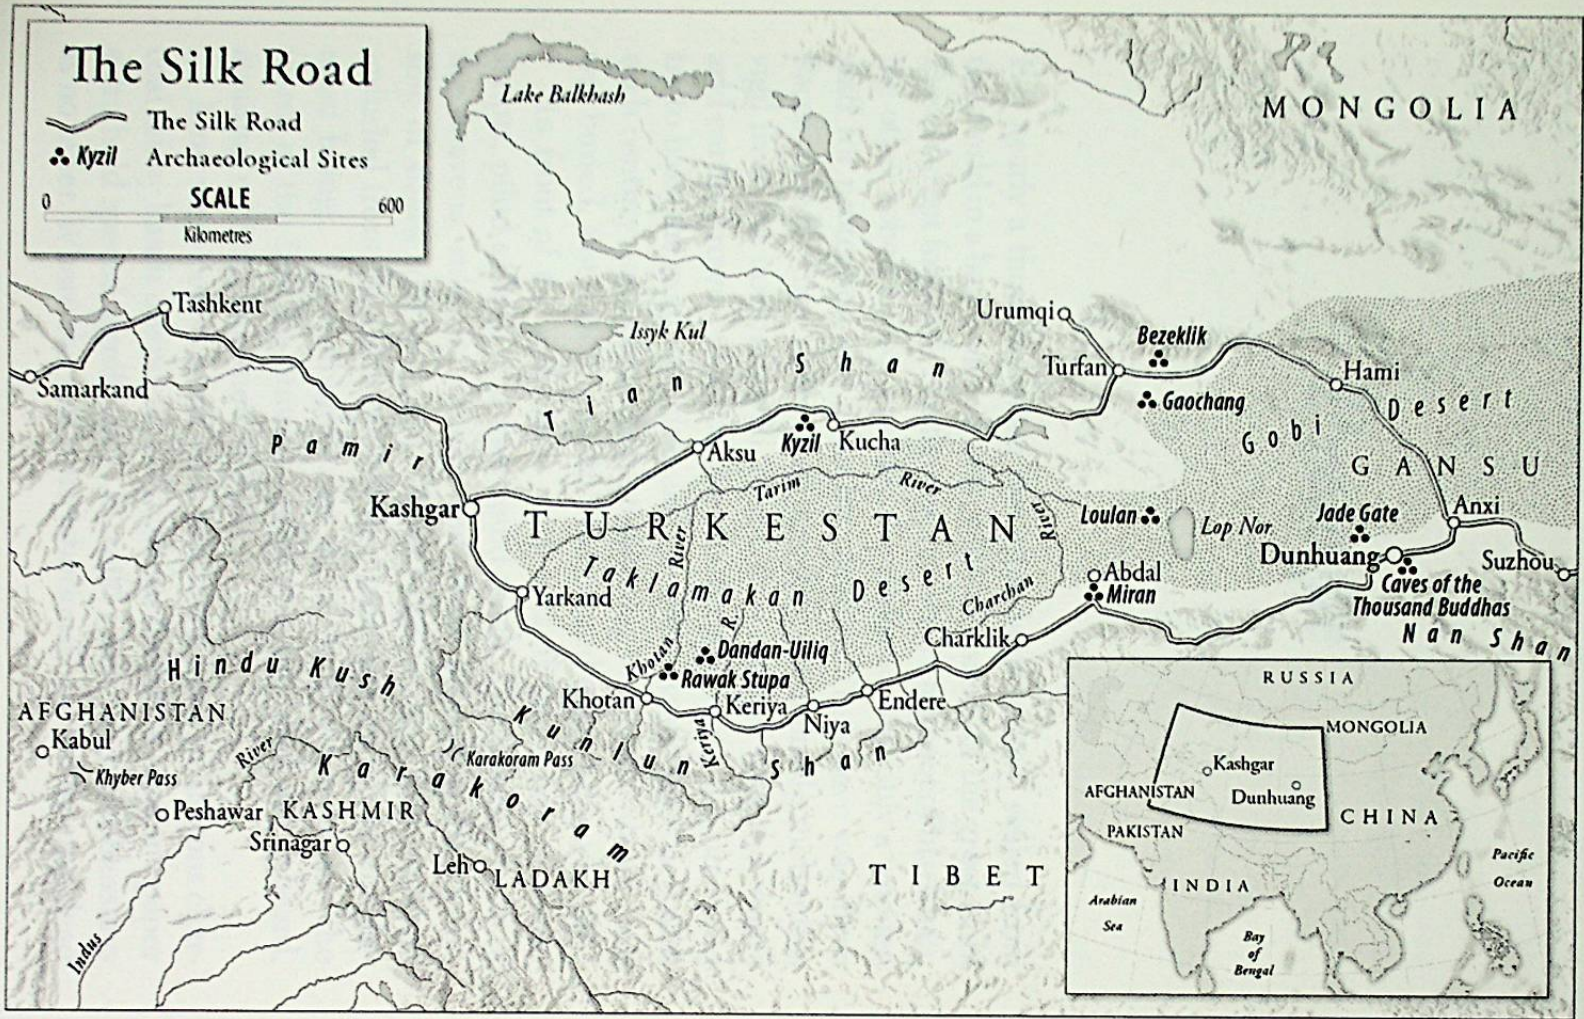 The Silk Road
The Silk Road
Kyzil Archaeological Sites
SCALE
0 600
Kilometres
Lake Balkhash
MONGOLIA
Tashkent
Samarkand
Issyk Kul
Urumqi
Bezeklik
Turfan
Tian Shan
Hami
Gaochang
Gobi Desert
Pamir
Aksu
Kyzil
Kucha
GANSU
Kashgar
Tarim River
TURKESTAN
Loulan
Lop Nor
Jade Gate
Anxi
Dunhuang
Suzhou
Caves of the
Thousand Buddhas
Nan Shan
Taklamakan Desert
Yarkand
Abdal
Miran
Charchan River
Charklik
Khotan River
Dandan-Uiliq
Rawak Stupa
Khotan
Keriya
Keriya R.
Niya
Endere
Hindu Kush
AFGHANISTAN
Kabul
Khyber Pass
Kunlun Shan
Karakoram Pass
Karakoram
Peshawar
KASHMIR
Srinagar
Leh
LADAKH
Indus River
TIBET
RUSSIA
MONGOLIA
Kashgar
Dunhuang
AFGHANISTAN
PAKISTAN
CHINA
INDIA
Arabian
Sea
Bay
of
Bengal
Pacific
Ocean